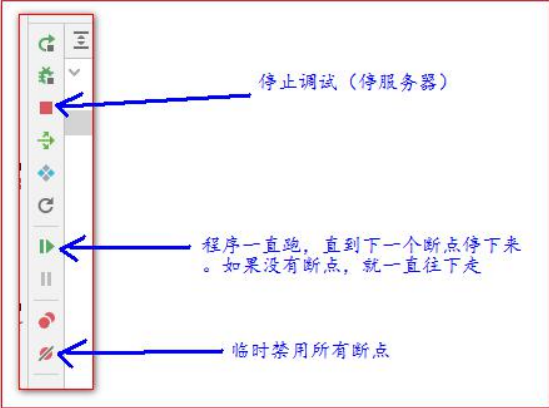 停止调试（停服务器）
程序一直跑，直到下一个断点停下来
。如果没有断点，就一直往下走
临时禁用所有断点